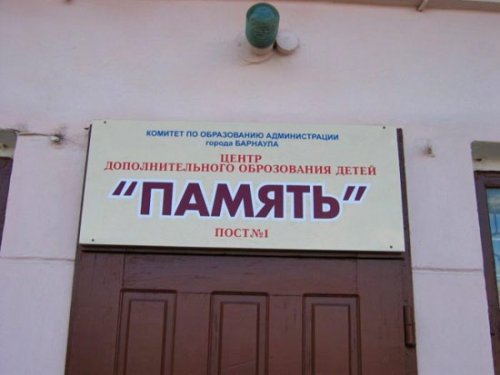 КОМИТЕТ ПО ОБРАЗОВАНИЮ АДМИНИСТРАЦИИ
города БАРНАУЛА
ЦЕНТР
ДОПОЛНИТЕЛЬНОГО ОБРОЗОВАНИЯ ДЕТЕЙ
"ПАМЯТЬ"
ПОСТ№1